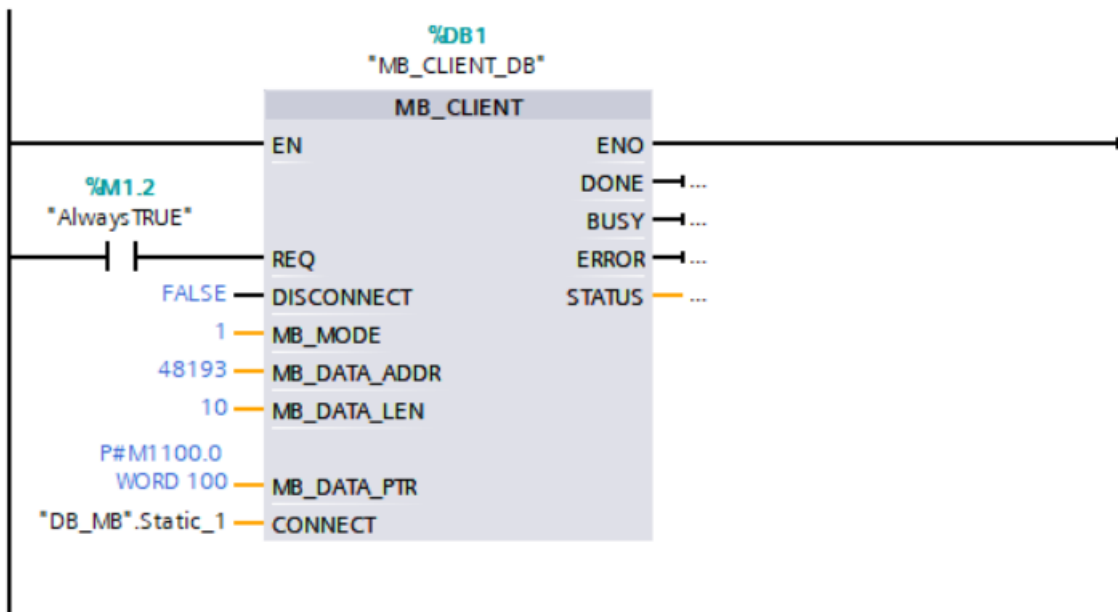 %DB1
"MB_CLIENT_DB"
MB_CLIENT
EN ENO
DONE ...
%M1.2
"AlwaysTRUE"
BUSY ...
REQ ERROR ...
FALSE DISCONNECT STATUS ...
1 MB_MODE
48193 MB_DATA_ADDR
10 MB_DATA_LEN
P#M1100.0
WORD 100 MB_DATA_PTR
"DB_MB".Static_1 CONNECT